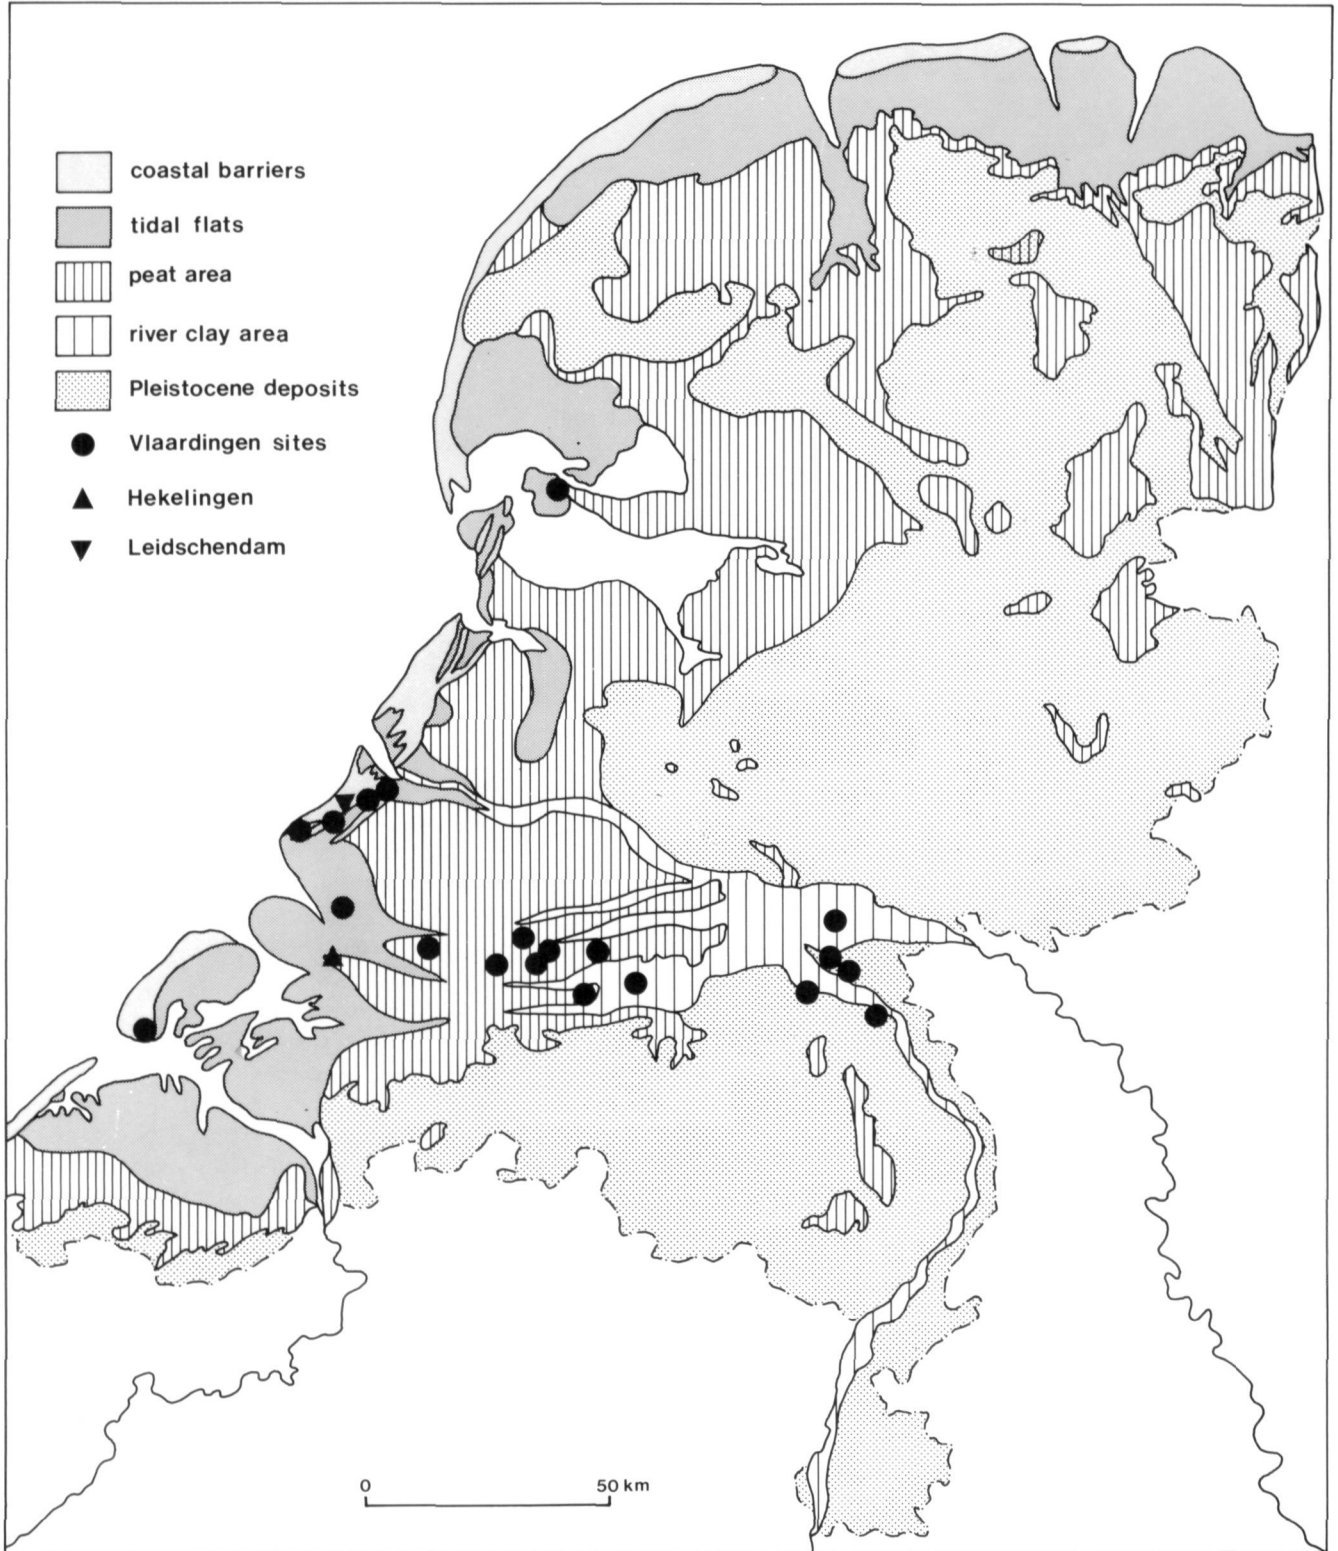 coastal barriers
tidal flats
peat area
river clay area
Pleistocene deposits
Vlaardingen sites
Hekelingen
Leidschendam
0 50 km